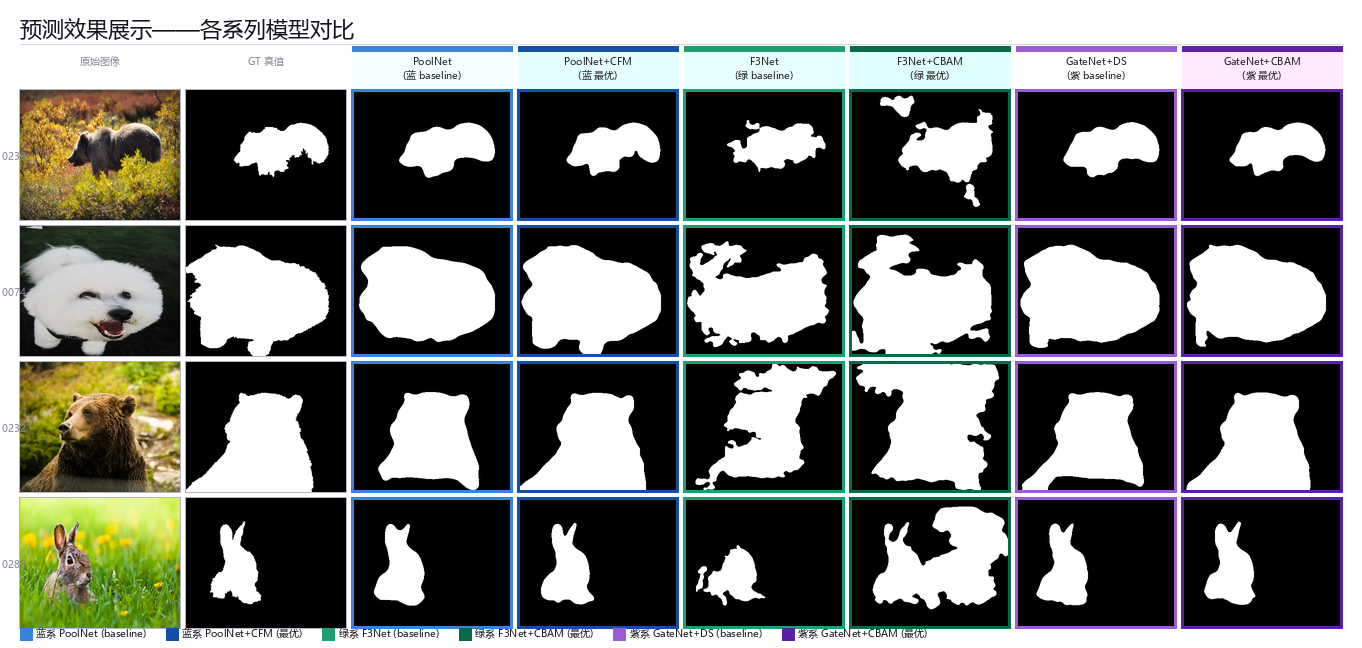 预测效果展示——各系列模型对比
原始图像
GT 真值
PoolNet
(蓝 baseline)
PoolNet+CFM
(蓝 最优)
F3Net
(绿 baseline)
F3Net+CBAM
(绿 最优)
GateNet+DS
(紫 baseline)
GateNet+CBAM
(紫 最优)
023
007
023
028
蓝系 PoolNet (baseline)
蓝系 PoolNet+CFM (最优)
绿系 F3Net (baseline)
绿系 F3Net+CBAM (最优)
紫系 GateNet+DS (baseline)
紫系 GateNet+CBAM (最优)